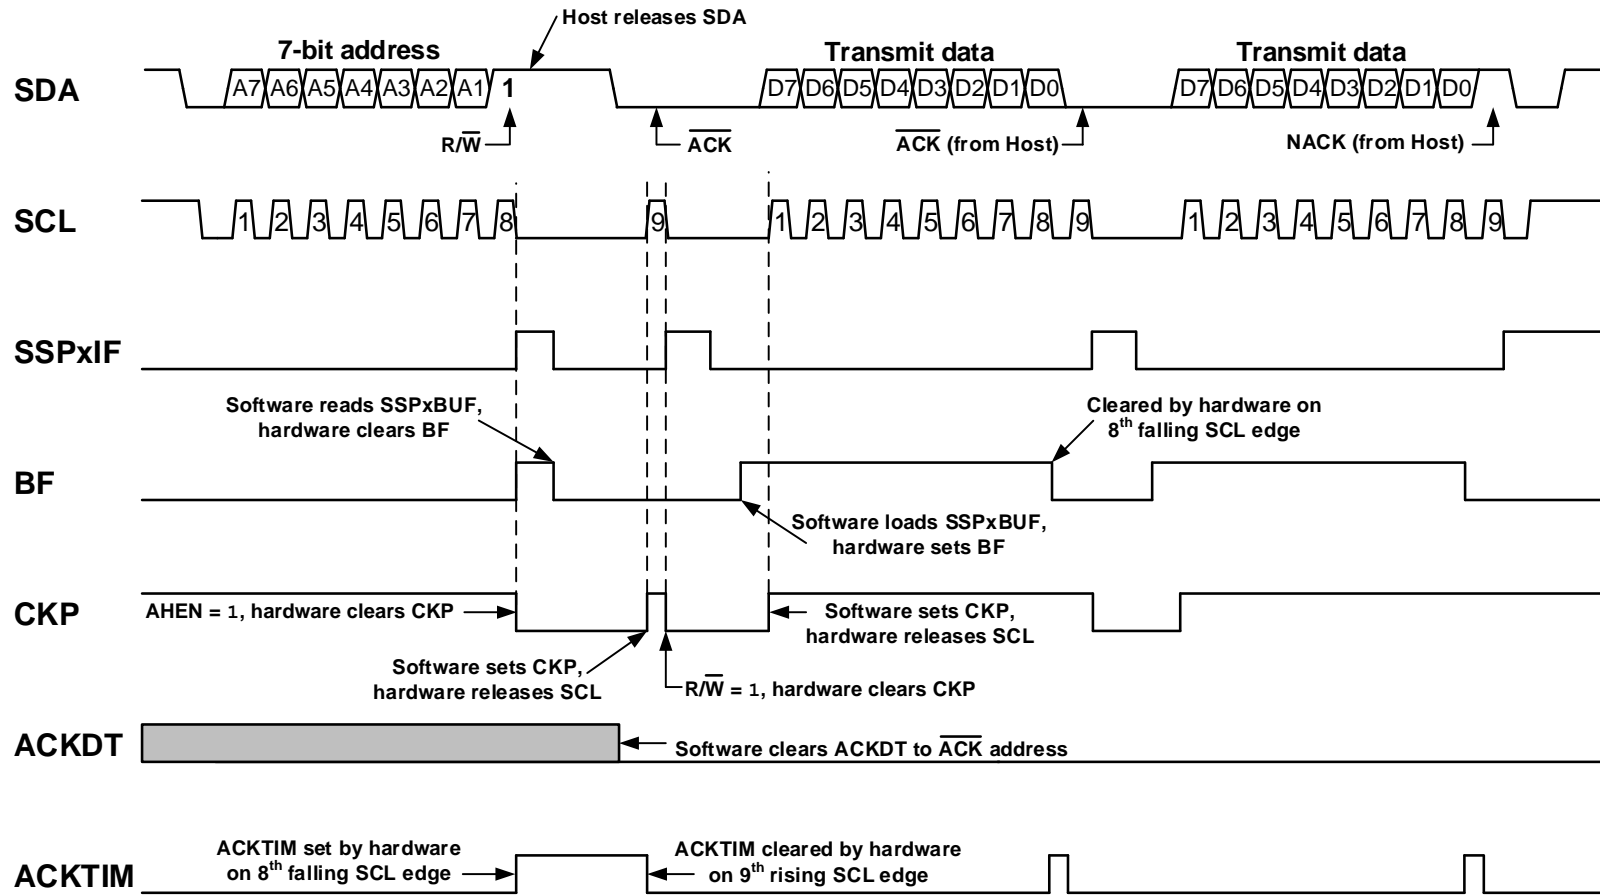 Host releases SDA
7-bit address
Transmit data
Transmit data
SDA
A7 A6 A5 A4 A3 A2 A1 1
D7 D6 D5 D4 D3 D2 D1 D0
D7 D6 D5 D4 D3 D2 D1 D0
R/W̅
A̅C̅K̅
A̅C̅K̅ (from Host)
NACK (from Host)
SCL
1 2 3 4 5 6 7 8 9
1 2 3 4 5 6 7 8 9
1 2 3 4 5 6 7 8 9
SSPxIF
Software reads SSPxBUF,
hardware clears BF
Cleared by hardware on
8th falling SCL edge
BF
Software loads SSPxBUF,
hardware sets BF
CKP
AHEN = 1, hardware clears CKP
Software sets CKP,
hardware releases SCL
Software sets CKP,
hardware releases SCL
R/W̅ = 1, hardware clears CKP
ACKDT
Software clears ACKDT to A̅C̅K̅ address
ACKTIM
ACKTIM set by hardware
on 8th falling SCL edge
ACKTIM cleared by hardware
on 9th rising SCL edge